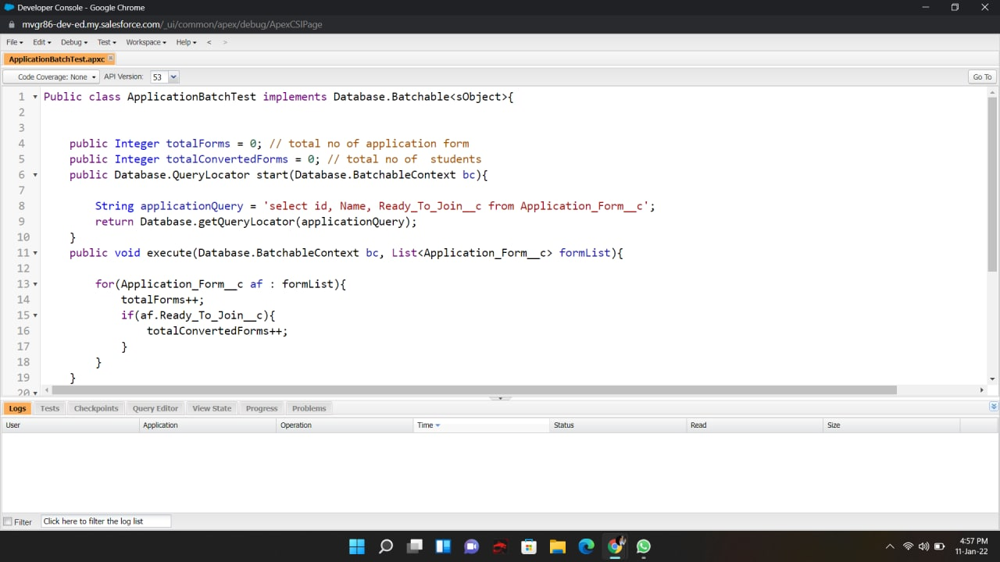 Developer Console - Google Chrome
mvgr86-dev-ed.my.salesforce.com/_ui/common/apex/debug/ApexCSIPage
File Edit Debug Test Workspace Help < >
ApplicationBatchTest.apxc
Code Coverage: None API Version: 53 Go To
1 Public class ApplicationBatchTest implements Database.Batchable<sObject>{
2
3
4 public Integer totalForms = 0; // total no of application form
5 public Integer totalConvertedForms = 0; // total no of  students
6 public Database.QueryLocator start(Database.BatchableContext bc){
7
8 String applicationQuery = 'select id, Name, Ready_To_Join__c from Application_Form__c';
9 return Database.getQueryLocator(applicationQuery);
10 }
11 public void execute(Database.BatchableContext bc, List<Application_Form__c> formList){
12
13 for(Application_Form__c af : formList){
14 totalForms++;
15 if(af.Ready_To_Join__c){
16 totalConvertedForms++;
17 }
18 }
19 }
20
Logs Tests Checkpoints Query Editor View State Progress Problems
User Application Operation Time Status Read Size
Filter Click here to filter the log list
4:57 PM
11-Jan-22